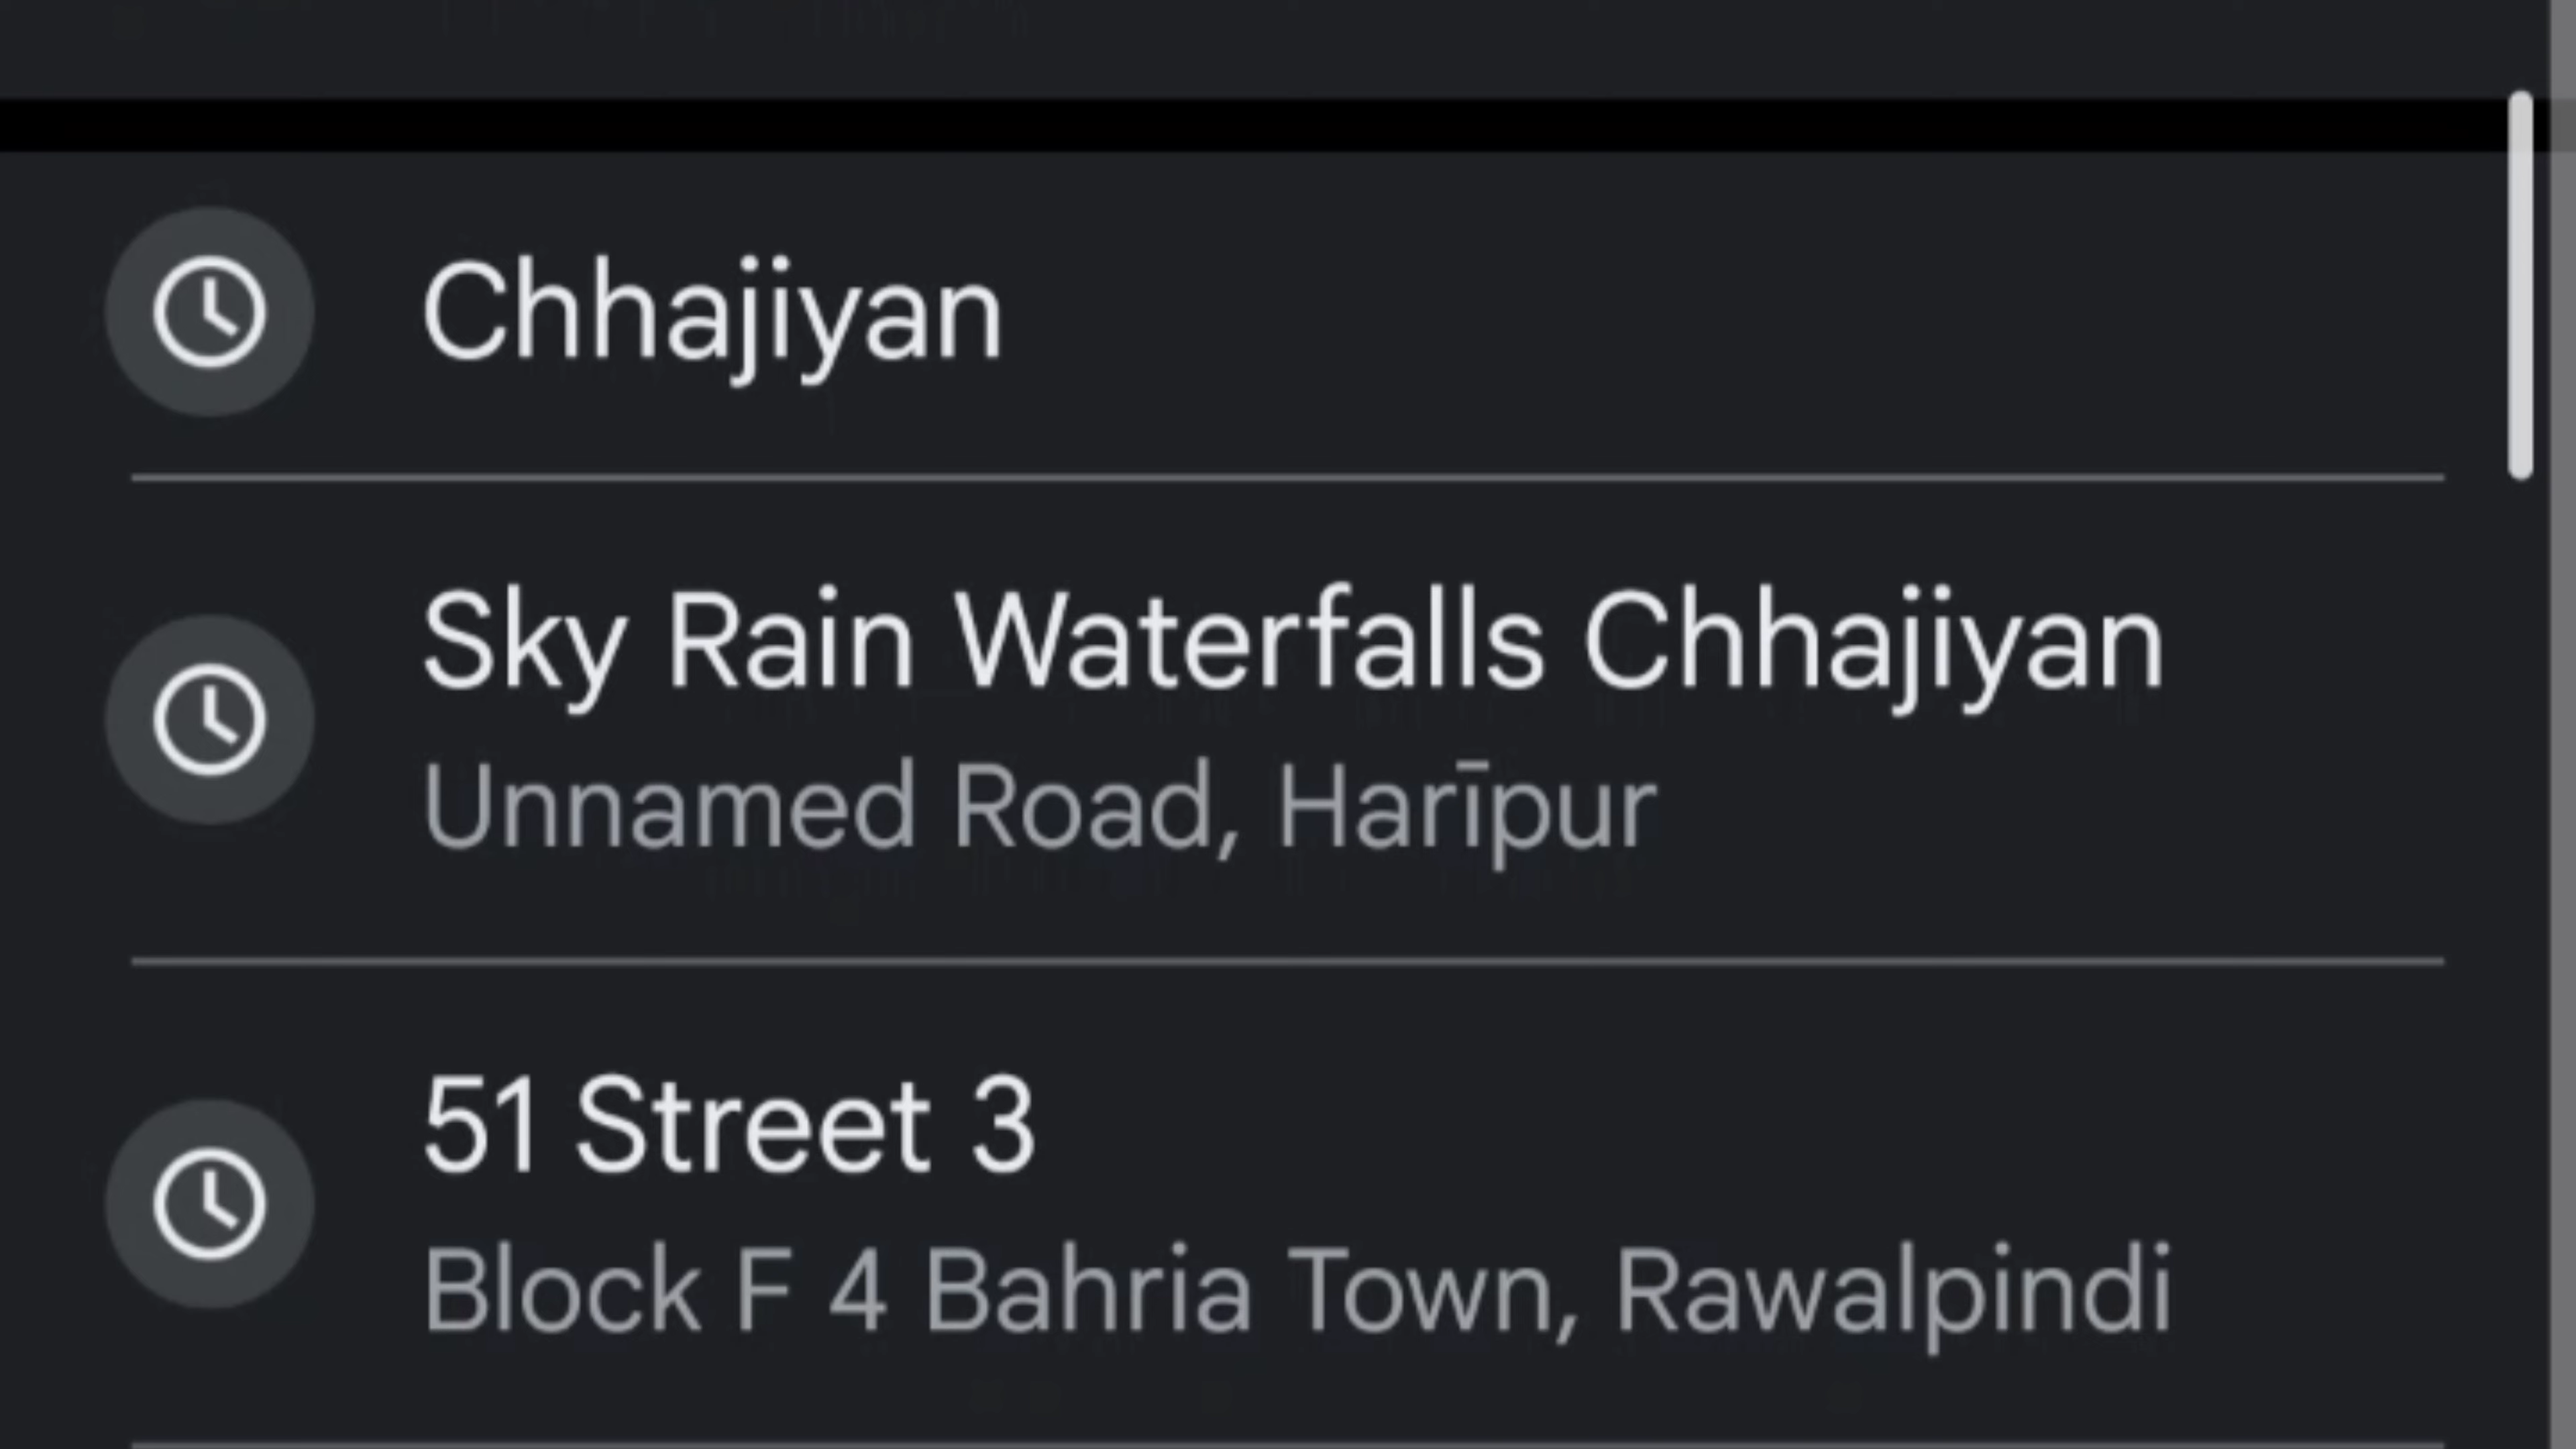 Chhajiyan
Sky Rain Waterfalls Chhajiyan
Unnamed Road, Harīpur
51 Street 3
Block F 4 Bahria Town, Rawalpindi